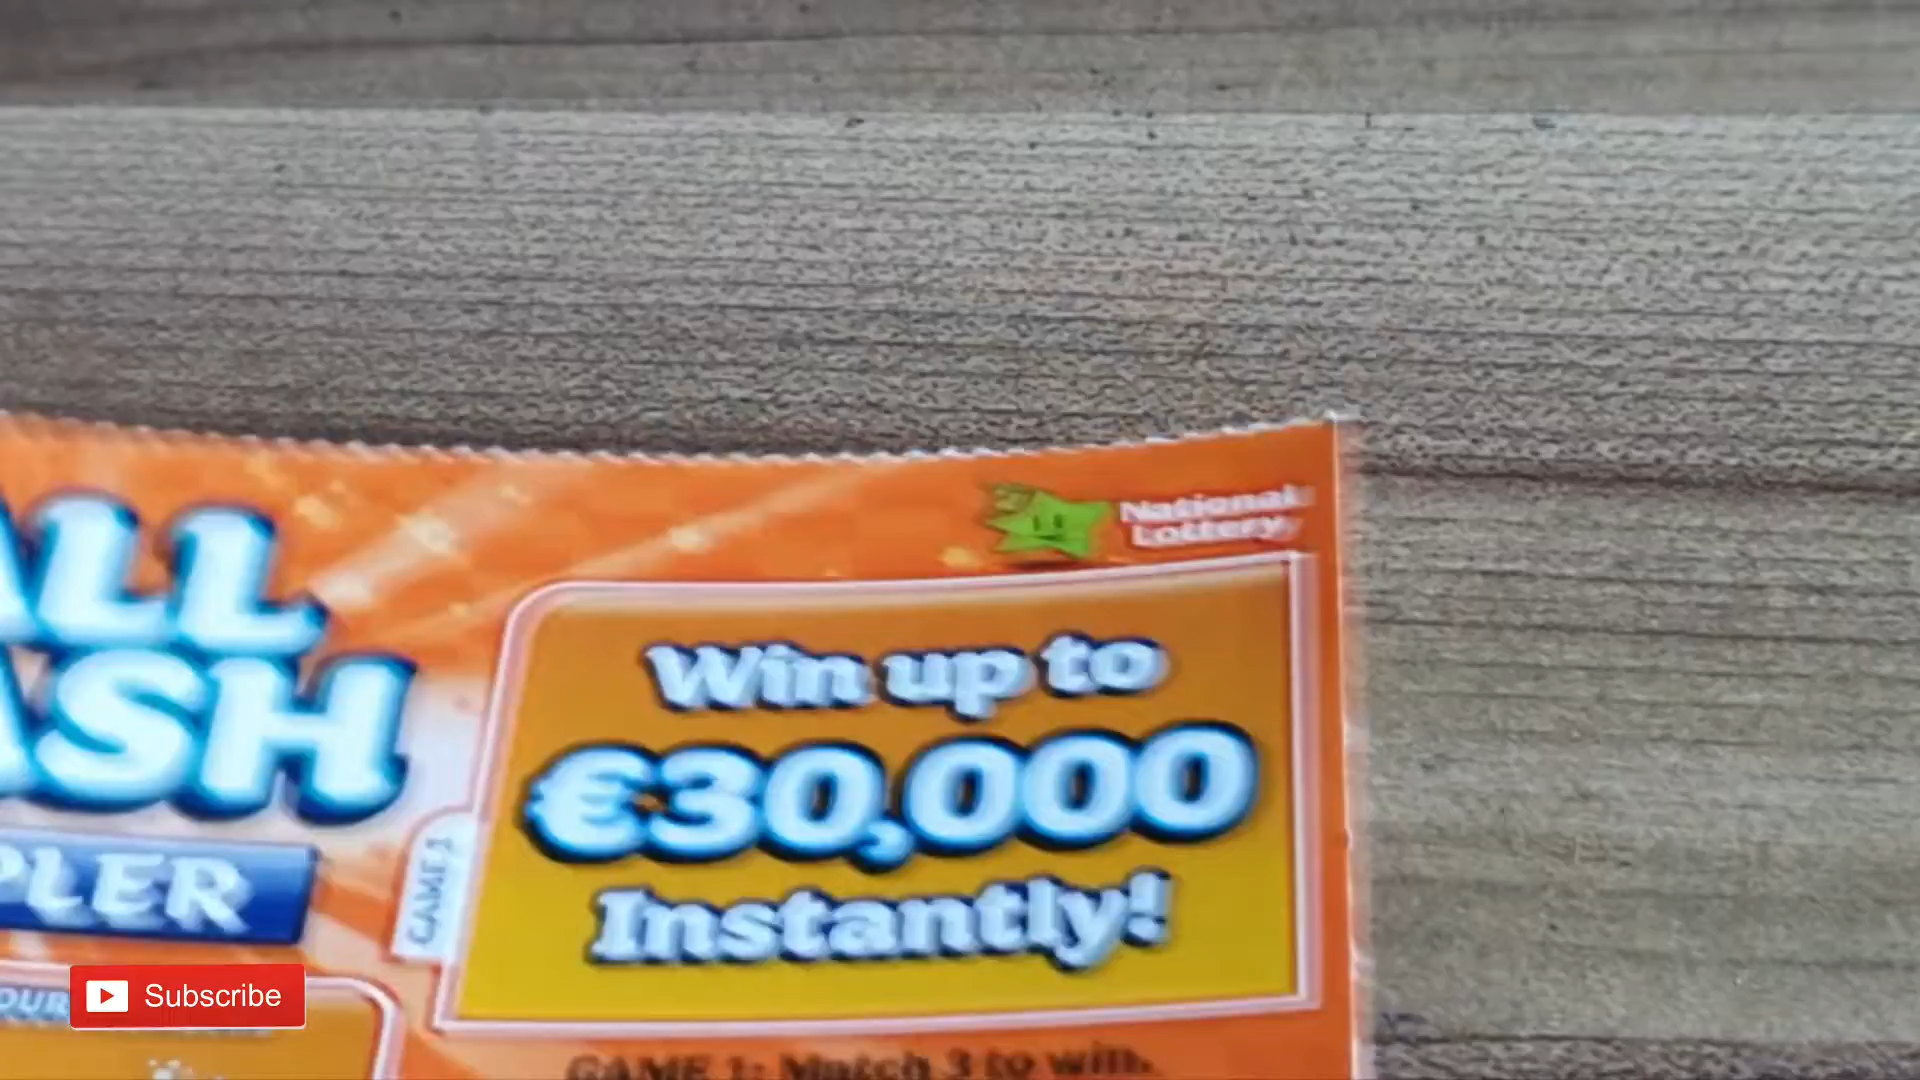 National
Lottery
ALL
ASH
PLER
Win up to
€30,000
Instantly!
GAME 1
OUR
Subscribe
GAME 1: Match 3 to win.